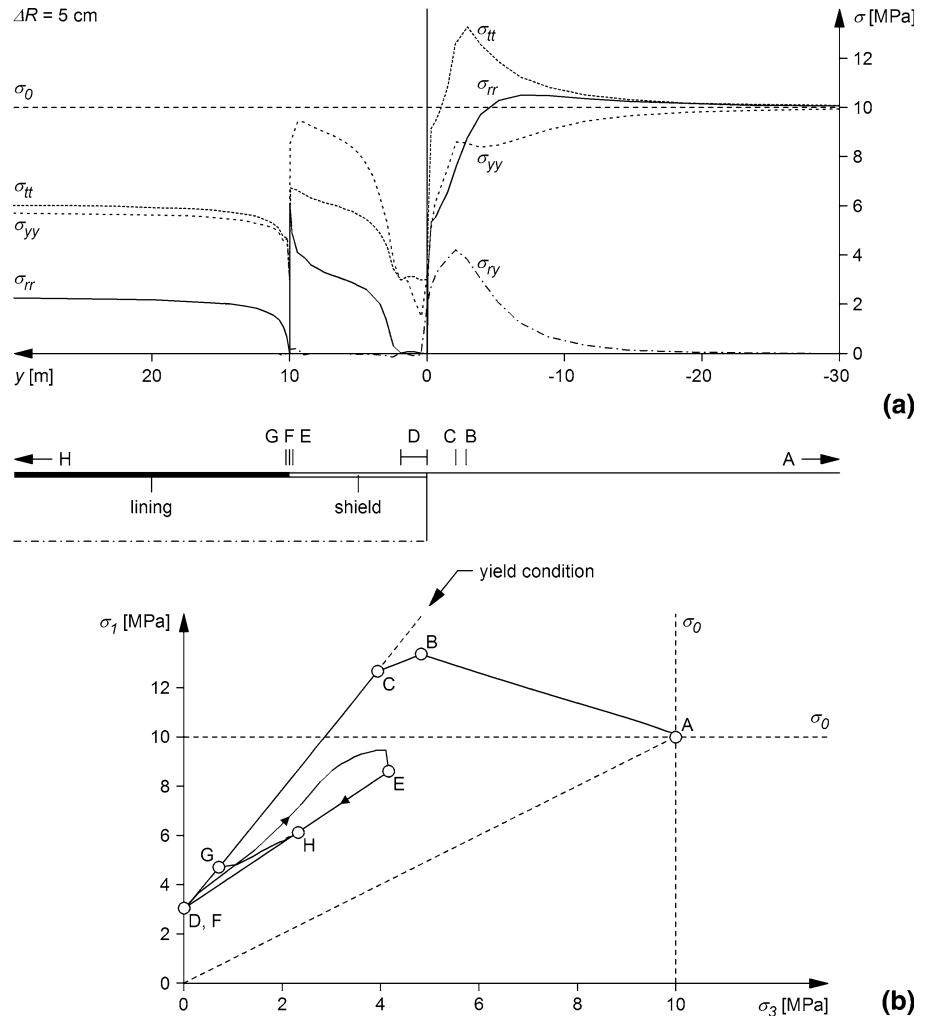 ΔR = 5 cm
σ [MPa]
σ0
σtt
σrr
σyy
σry
σtt
σyy
σrr
12
10
8
6
4
2
0
y [m]
20
10
0
-10
-20
-30
(a)
G F E
D
C B
H
A
lining
shield
yield condition
σ1 [MPa]
σ0
B
C
A
σ0
E
G
H
D, F
12
10
8
6
4
2
0
0
2
4
6
8
10
σ3 [MPa]
(b)